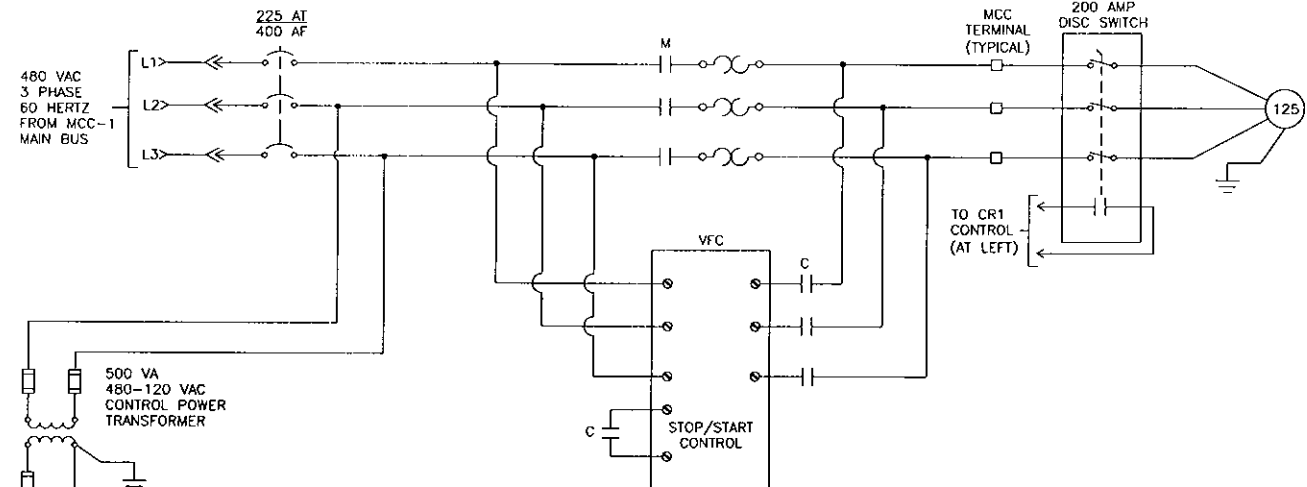 225 AT
400 AF
480 VAC
3 PHASE
60 HERTZ
FROM MCC-1
MAIN BUS
L1
L2
L3
M
MCC
TERMINAL
(TYPICAL)
200 AMP
DISC SWITCH
125
TO CR1
CONTROL
(AT LEFT)
VFC
C
500 VA
480-120 VAC
CONTROL POWER
TRANSFORMER
C
STOP/START
CONTROL